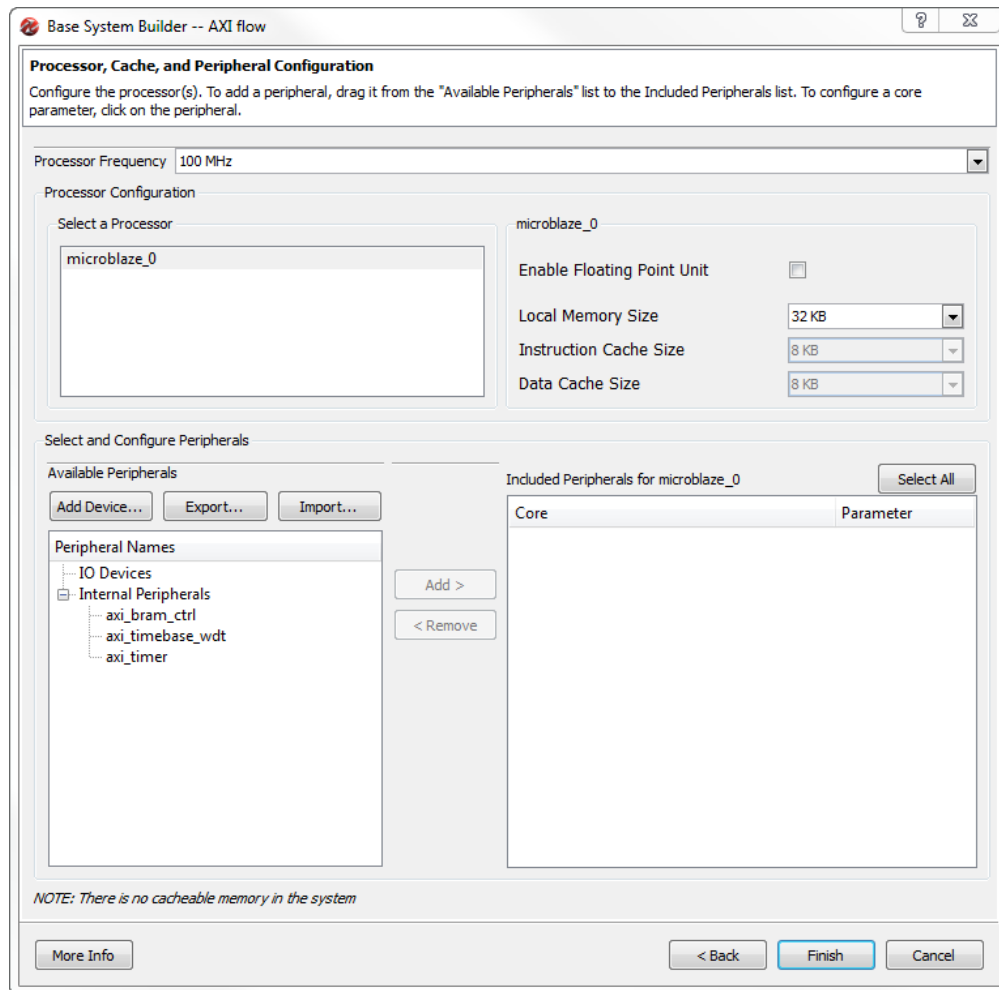 Base System Builder -- AXI flow
Processor, Cache, and Peripheral Configuration
Configure the processor(s). To add a peripheral, drag it from the "Available Peripherals" list to the Included Peripherals list. To configure a core
parameter, click on the peripheral.
Processor Frequency 100 MHz
Processor Configuration
Select a Processor
microblaze_0
microblaze_0
Enable Floating Point Unit
Local Memory Size 32 KB
Instruction Cache Size 8 KB
Data Cache Size 8 KB
Select and Configure Peripherals
Available Peripherals
Add Device... Export... Import...
Peripheral Names
IO Devices
Internal Peripherals
axi_bram_ctrl
axi_timebase_wdt
axi_timer
Add >
< Remove
Included Peripherals for microblaze_0 Select All
Core Parameter
NOTE: There is no cacheable memory in the system
More Info < Back Finish Cancel